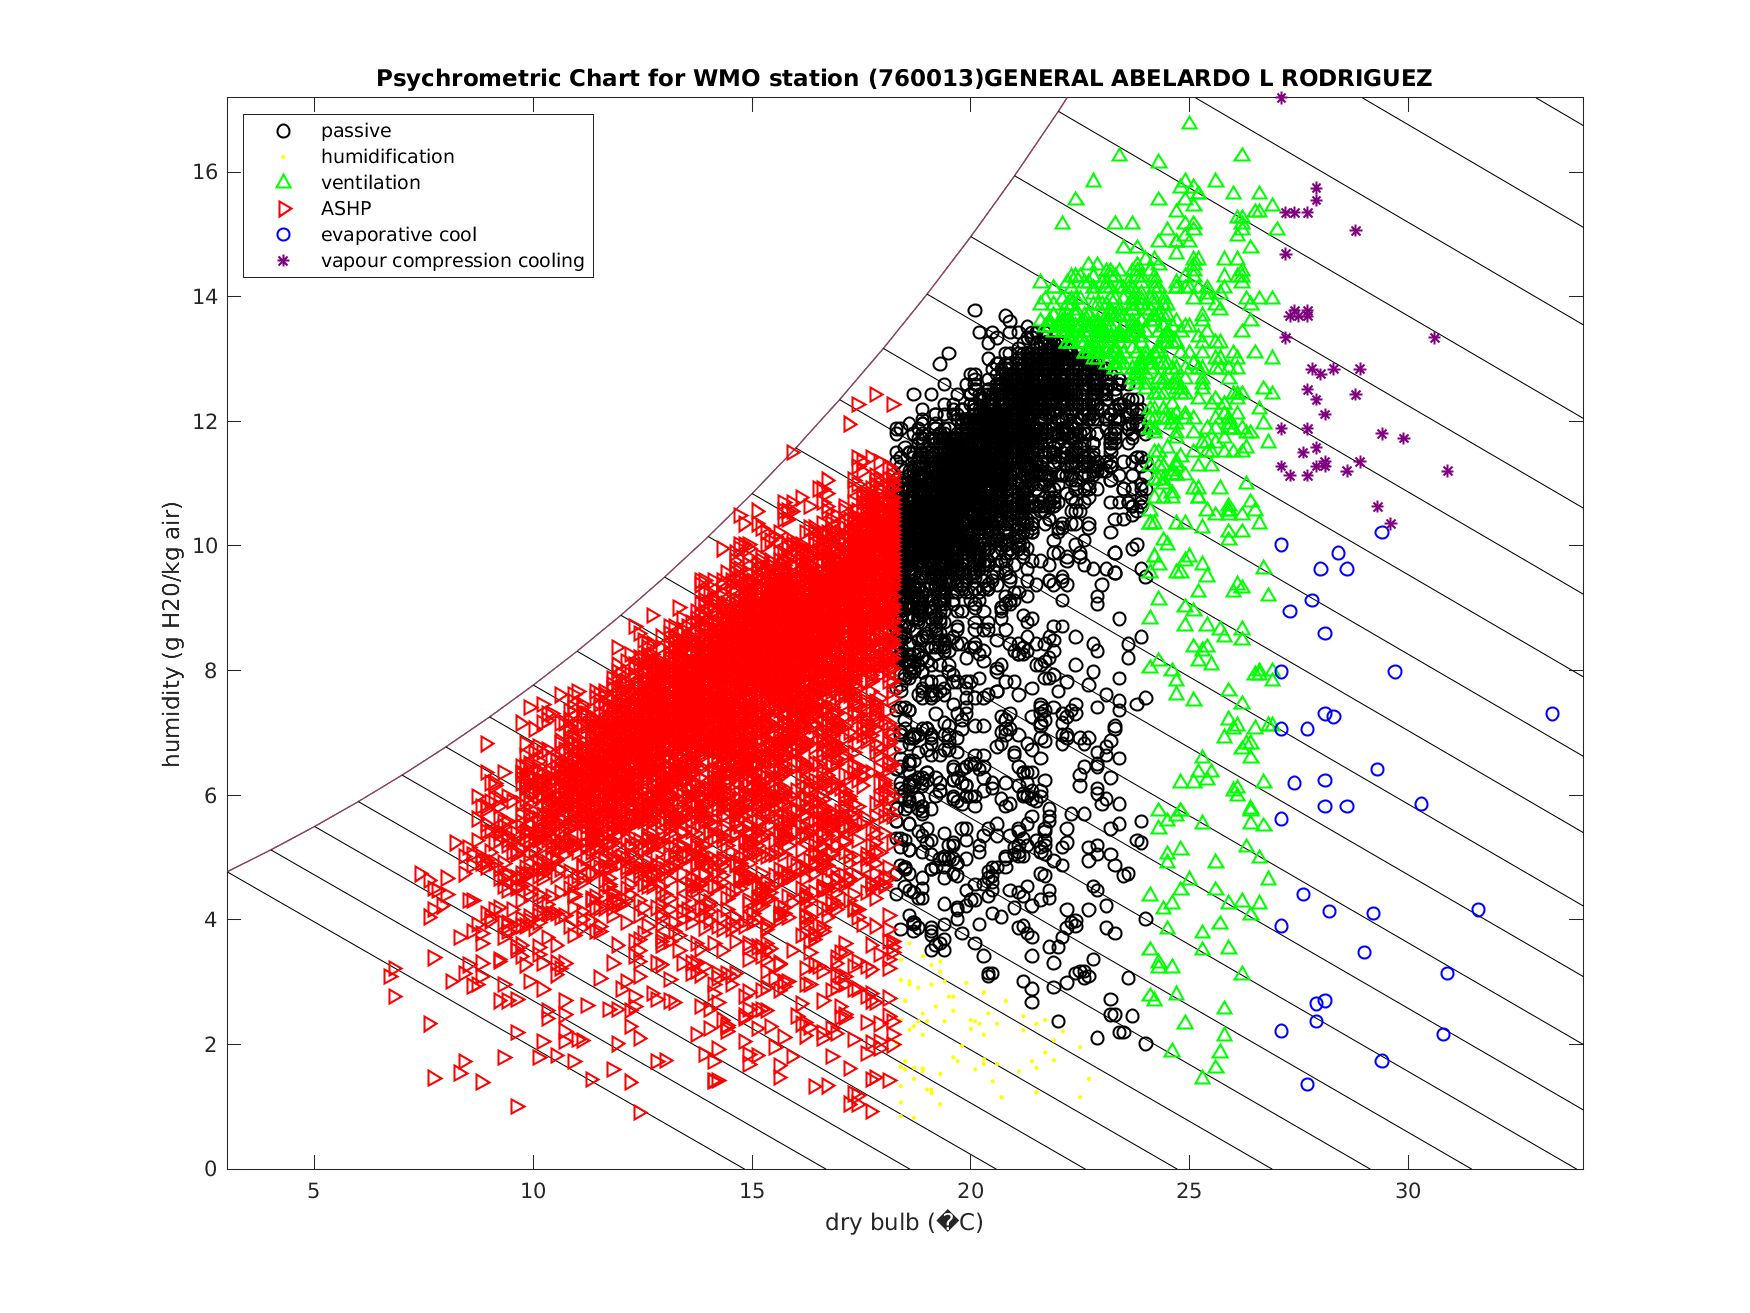 Psychrometric Chart for WMO station (760013)GENERAL ABELARDO L RODRIGUEZ
passive
humidification
ventilation
ASHP
evaporative cool
vapour compression cooling
humidity (g H20/kg air)
16
14
12
10
8
6
4
2
0
5 10 15 20 25 30
dry bulb (�C)